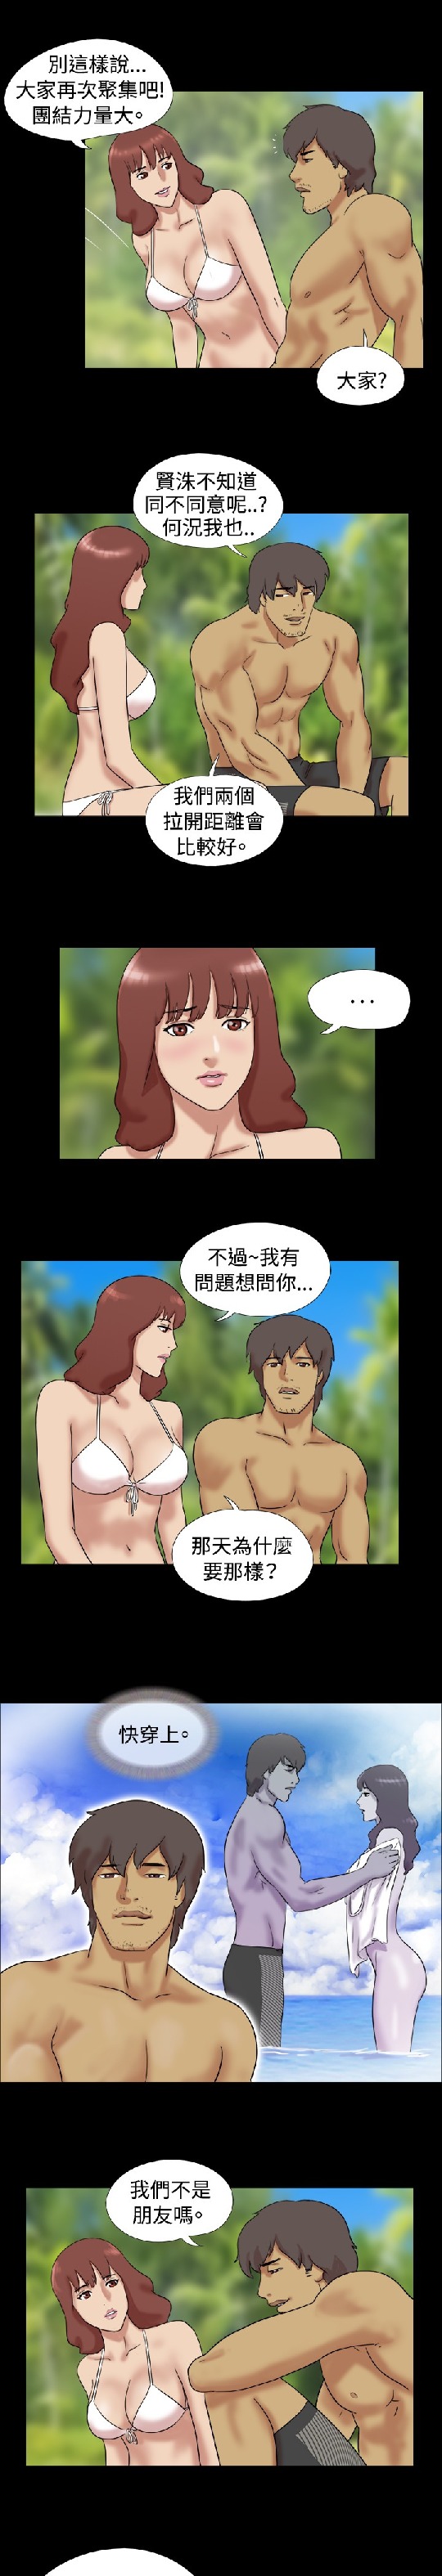 別這樣說...
大家再次聚集吧!
團結力量大。
大家?
賢洙不知道
同不同意呢..?
何況我也..
我們兩個
拉開距離會
比較好。
...
不過~我有
問題想問你...
那天為什麼
要那樣?
快穿上。
我們不是
朋友嗎。